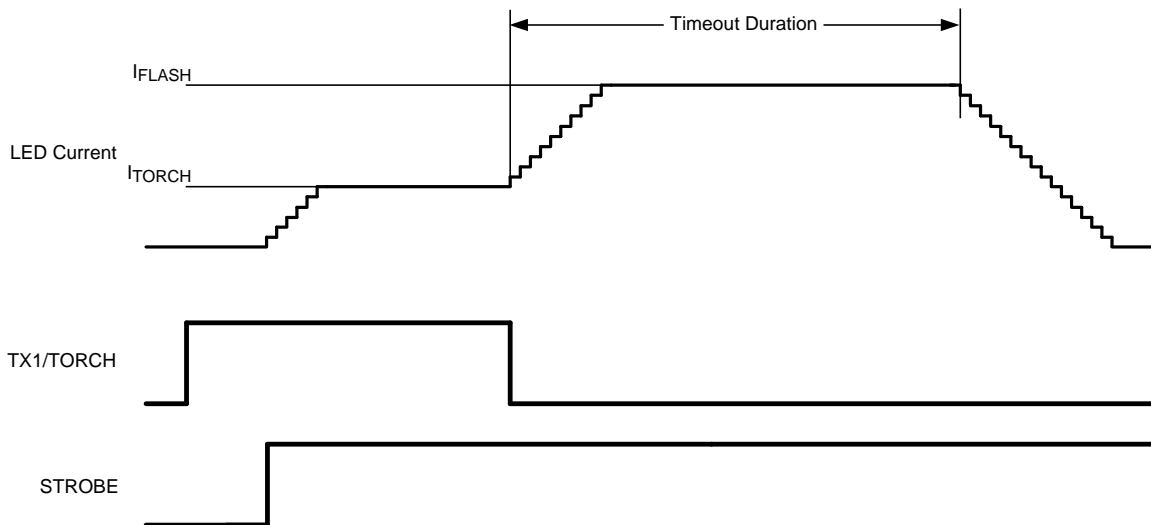 Timeout Duration
IFLASH
LED Current
ITORCH
TX1/TORCH
STROBE